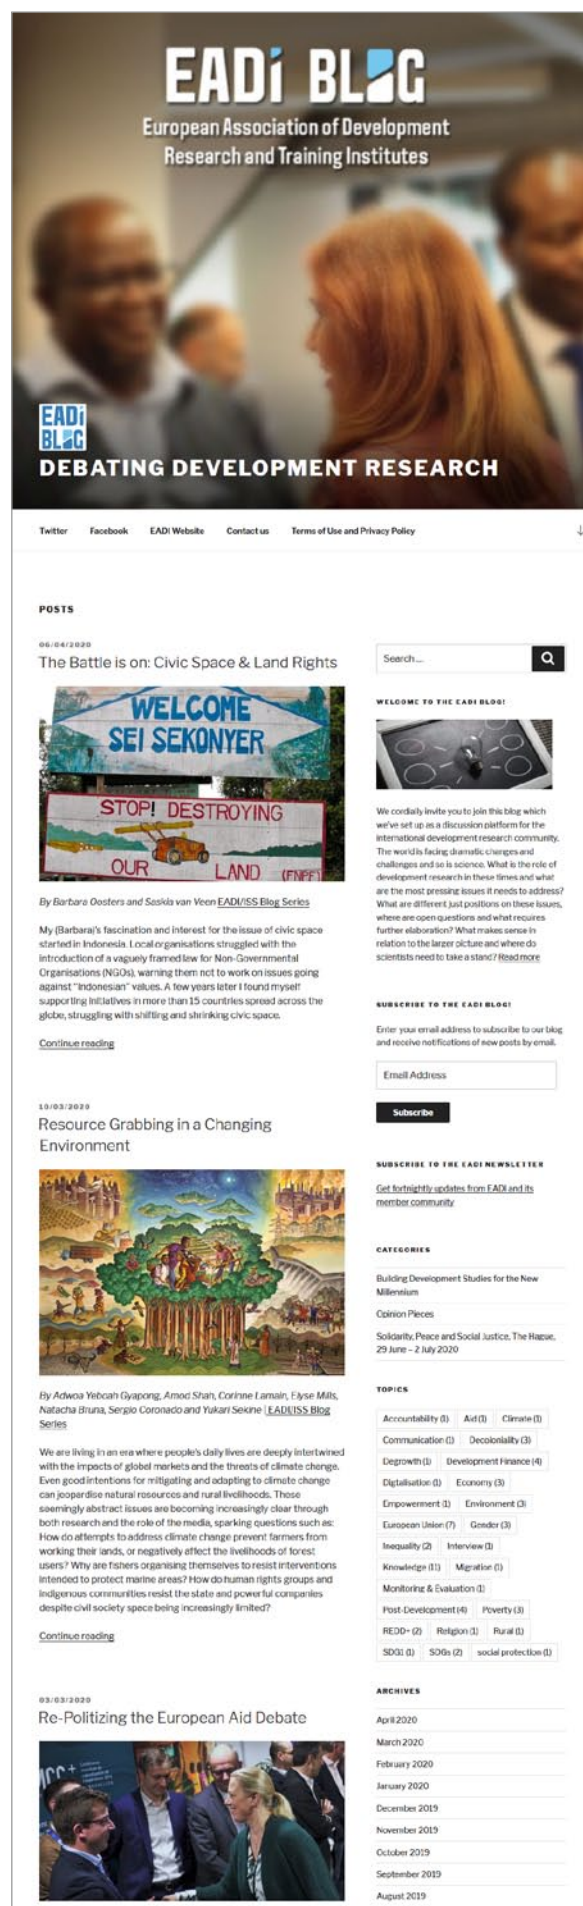 EADi BLOG
European Association of Development
Research and Training Institutes
EADi
BLOG
DEBATING DEVELOPMENT RESEARCH
Twitter Facebook EADI Website Contact us Terms of Use and Privacy Policy
POSTS
06/04/2020
The Battle is on: Civic Space & Land Rights
WELCOME
SEI SEKONYER
STOP! DESTROYING
OUR LAND (FNPF)
By Barbara Oosters and Saskia van Veen EADI/ISS Blog Series
My (Barbara)'s fascination and interest for the issue of civic space
started in Indonesia. Local organisations struggled with the
introduction of a vaguely framed law for Non-Governmental
Organisations (NGOs), warning them not to work on issues going
against "Indonesian" values. A few years later I found myself
supporting initiatives in more than 15 countries spread across the
globe, struggling with shifting and shrinking civic space.
Continue reading
10/03/2020
Resource Grabbing in a Changing
Environment
By Adwoa Yeboah Gyapong, Amod Shah, Corinne Lamain, Elyse Mills,
Natacha Bruna, Sergio Coronado and Yukari Sekine | EADI/ISS Blog
Series
We are living in an era where people's daily lives are deeply intertwined
with the impacts of global markets and the threats of climate change.
Even good intentions for mitigating and adapting to climate change
can jeopardise natural resources and rural livelihoods. These
seemingly abstract issues are becoming increasingly clear through
both research and the role of the media, sparking questions such as:
How do attempts to address climate change prevent farmers from
working their lands, or negatively affect the livelihoods of forest
users? Why are fishers organising themselves to resist interventions
intended to protect marine areas? How do human rights groups and
indigenous communities resist the state and powerful companies
despite civil society space being increasingly limited?
Continue reading
03/03/2020
Re-Politizing the European Aid Debate
Search …
WELCOME TO THE EADI BLOG!
We cordially invite you to join this blog which
we've set up as a discussion platform for the
international development research community.
The world is facing dramatic changes and
challenges and so is science. What is the role of
development research in these times and what
are the most pressing issues it needs to address?
What are different just positions on these issues,
where are open questions and what requires
further elaboration? What makes sense in
relation to the larger picture and where do
scientists need to take a stand? Read more
SUBSCRIBE TO THE EADI BLOG!
Enter your email address to subscribe to our blog
and receive notifications of new posts by email.
Email Address
Subscribe
SUBSCRIBE TO THE EADI NEWSLETTER
Get fortnightly updates from EADI and its
member community
CATEGORIES
Building Development Studies for the New
Millennium
Opinion Pieces
Solidarity, Peace and Social Justice, The Hague,
29 June – 2 July 2020
TOPICS
Accountability (1) Aid (1) Climate (1)
Communication (1) Decoloniality (3)
Degrowth (1) Development Finance (4)
Digitalisation (1) Economy (3)
Empowerment (1) Environment (3)
European Union (7) Gender (3)
Inequality (2) Interview (1)
Knowledge (11) Migration (1)
Monitoring & Evaluation (1)
Post-Development (4) Poverty (3)
REDD+ (2) Religion (1) Rural (1)
SDG1 (1) SDGs (2) social protection (1)
ARCHIVES
April 2020
March 2020
February 2020
January 2020
December 2019
November 2019
October 2019
September 2019
August 2019